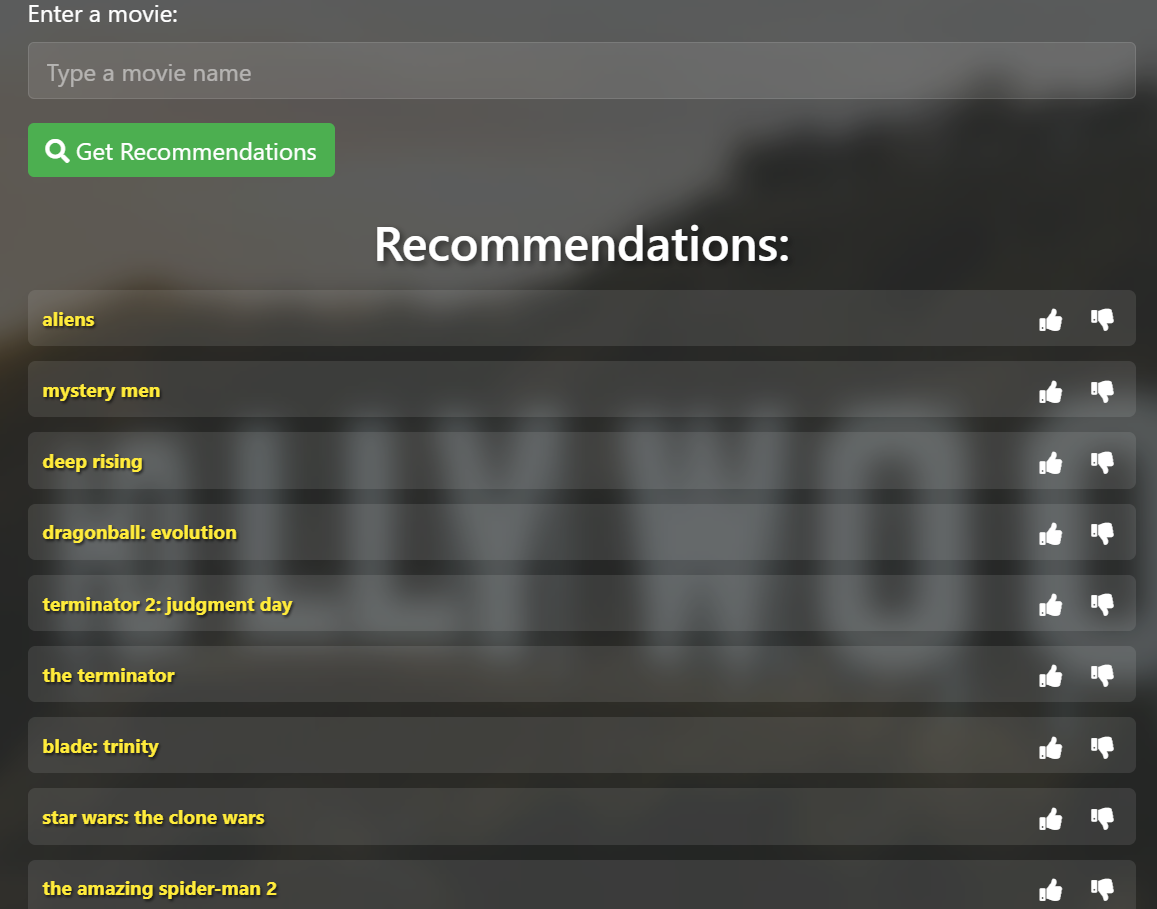 Enter a movie:
Type a movie name
Get Recommendations
Recommendations:
aliens
mystery men
deep rising
dragonball: evolution
terminator 2: judgment day
the terminator
blade: trinity
star wars: the clone wars
the amazing spider-man 2